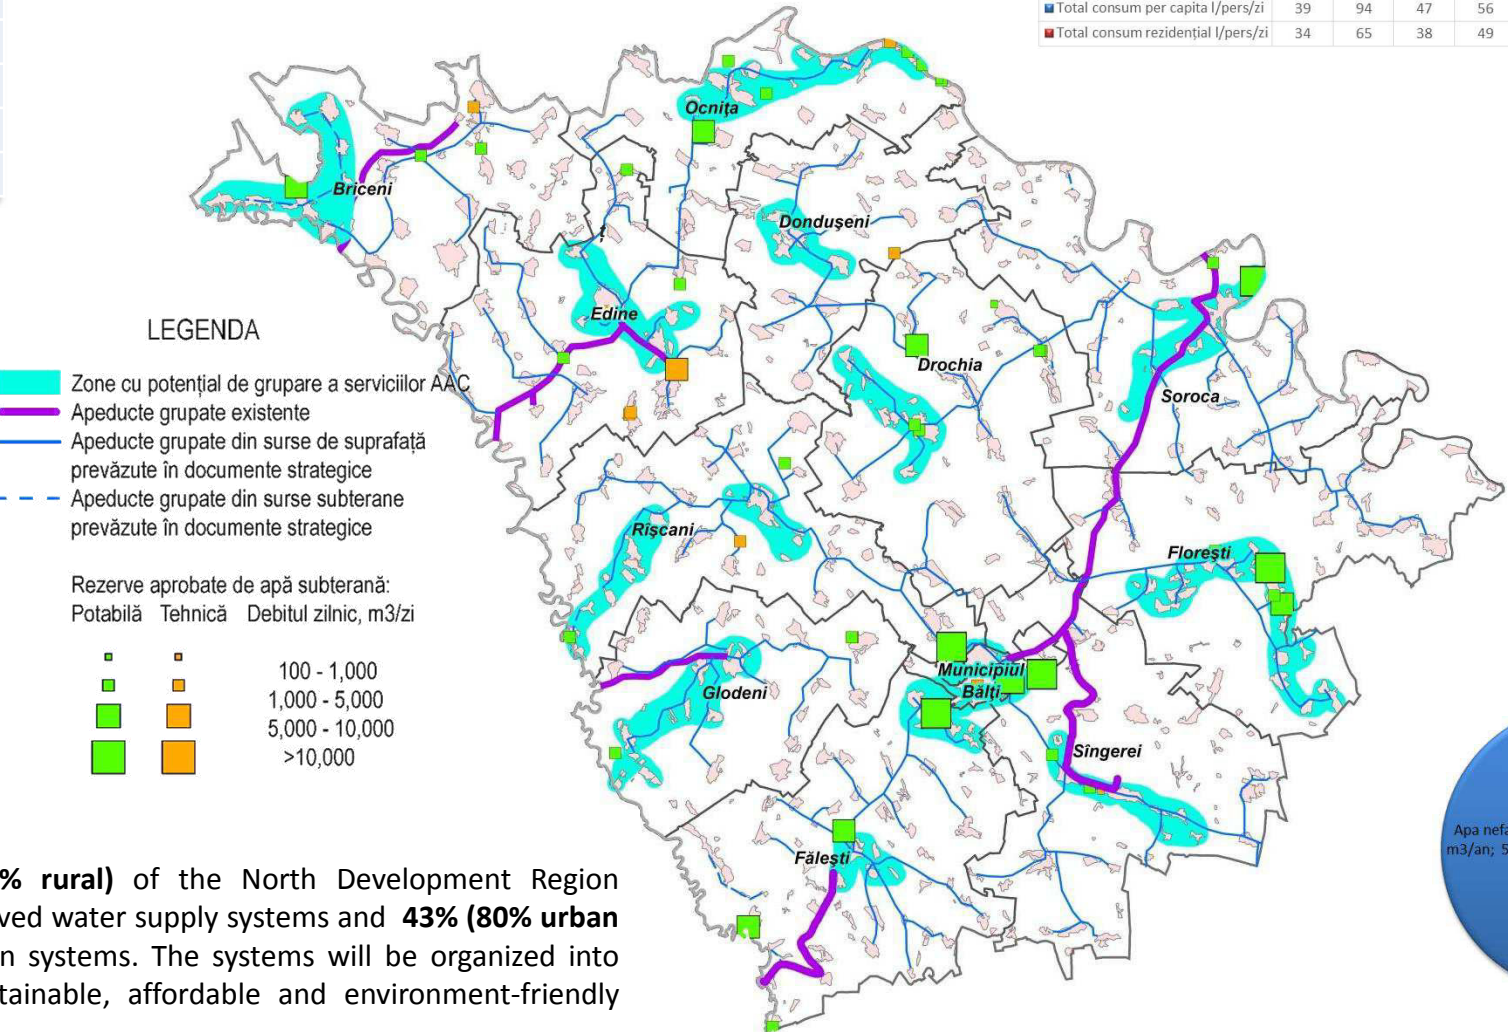 Total consum per capita l/pers/zi 39 94 47 56
Total consum rezidențial l/pers/zi 34 65 38 49
Ocnița
Briceni
Dondușeni
Edine
Drochia
Soroca
Rîșcani
Florești
Municipiul
Bălți
Glodeni
Sîngerei
Fălești
LEGENDA
Zone cu potențial de grupare a serviciilor AAC
Apeducte grupate existente
Apeducte grupate din surse de suprafață
prevăzute în documente strategice
Apeducte grupate din surse subterane
prevăzute în documente strategice
Rezerve aprobate de apă subterană:
Potabilă Tehnică Debitul zilnic, m3/zi
100 - 1,000
1,000 - 5,000
5,000 - 10,000
>10,000
% rural) of the North Development Region
ved water supply systems and 43% (80% urban
n systems. The systems will be organized into
tainable, affordable and environment-friendly
Apa nefa
m3/an; 5